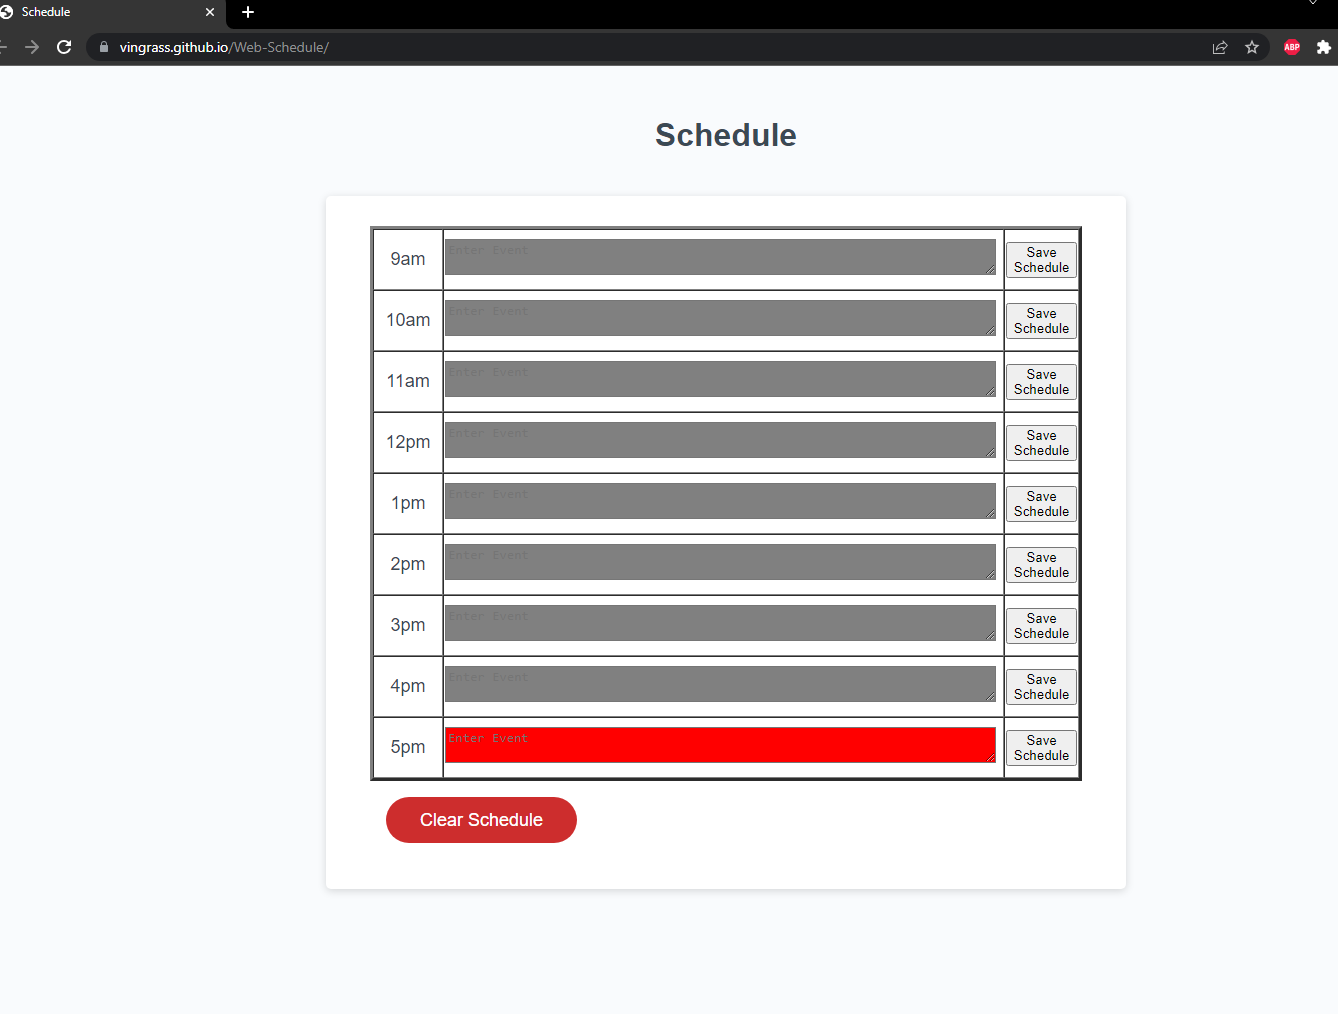 Schedule
vingrass.github.io/Web-Schedule/
ABP
Schedule
9am
Enter Event
Save
Schedule
10am
Enter Event
Save
Schedule
11am
Enter Event
Save
Schedule
12pm
Enter Event
Save
Schedule
1pm
Enter Event
Save
Schedule
2pm
Enter Event
Save
Schedule
3pm
Enter Event
Save
Schedule
4pm
Enter Event
Save
Schedule
5pm
Enter Event
Save
Schedule
Clear Schedule